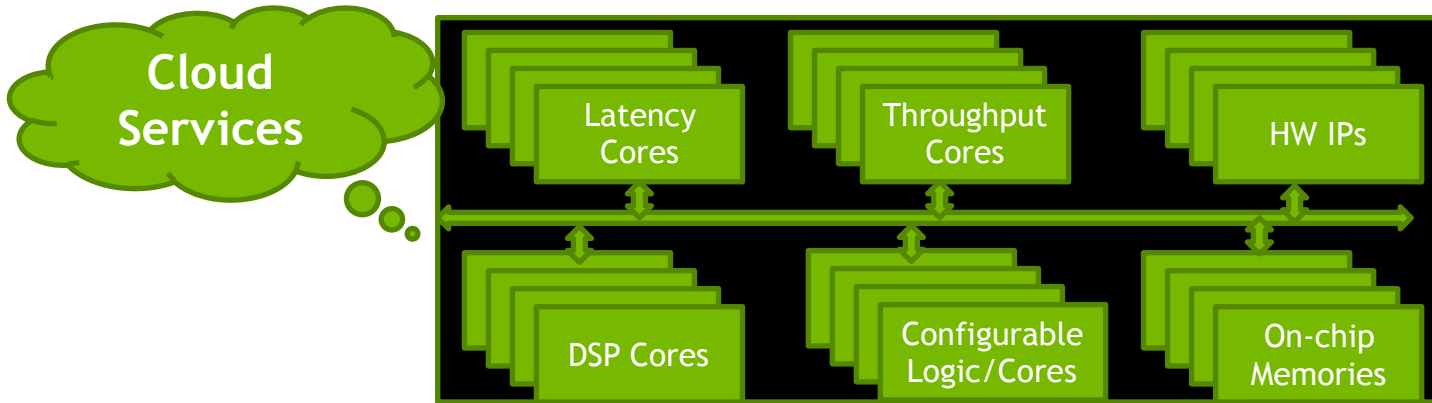 Cloud
Services
Latency
Cores
Throughput
Cores
HW IPs
DSP Cores
Configurable
Logic/Cores
On-chip
Memories